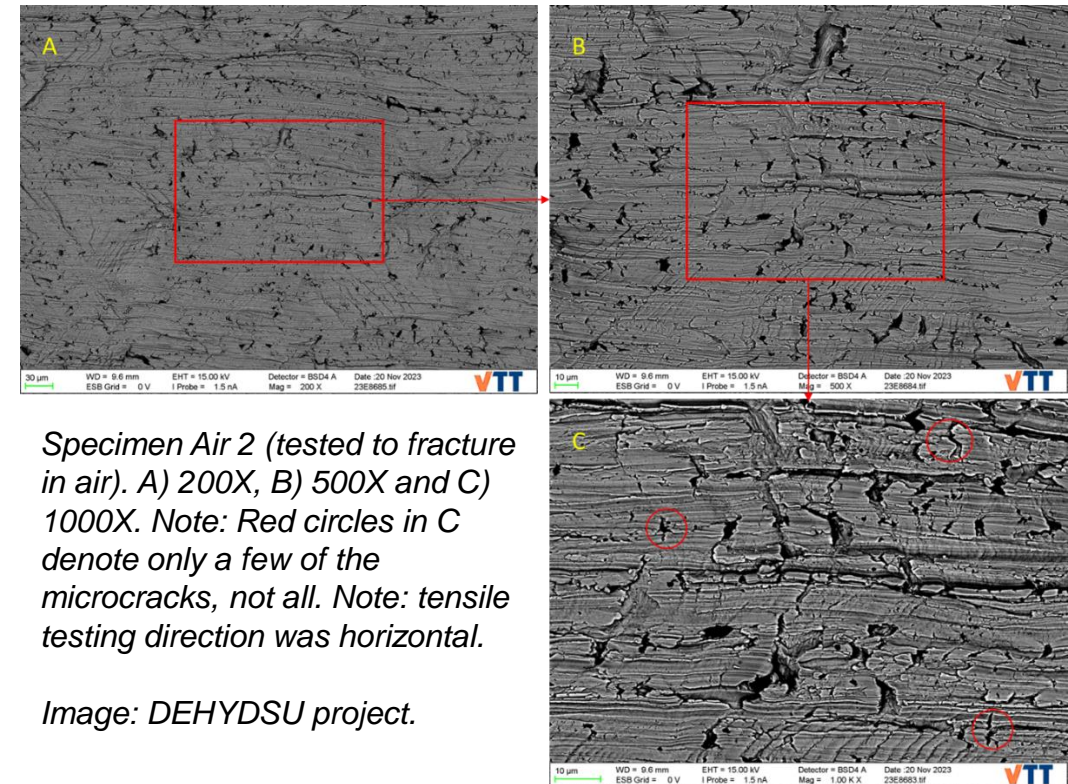 A
30 µm
WD = 9.6 mm
EHT = 15.00 kV
Detector = BSD4 A
Date :20 Nov 2023
ESB Grid = 0 V
I Probe = 1.5 nA
Mag = 200 X
23E8685.tif
VTT
B
10 µm
WD = 9.6 mm
EHT = 15.00 kV
Detector = BSD4 A
Date :20 Nov 2023
ESB Grid = 0 V
I Probe = 1.5 nA
Mag = 500 X
23E8684.tif
VTT
Specimen Air 2 (tested to fracture
in air). A) 200X, B) 500X and C)
1000X. Note: Red circles in C
denote only a few of the
microcracks, not all. Note: tensile
testing direction was horizontal.
Image: DEHYDSU project.
C
10 µm
WD = 9.6 mm
EHT = 15.00 kV
Detector = BSD4 A
Date :20 Nov 2023
ESB Grid = 0 V
I Probe = 1.5 nA
Mag = 1.00 K X
23E8683.tif
VTT